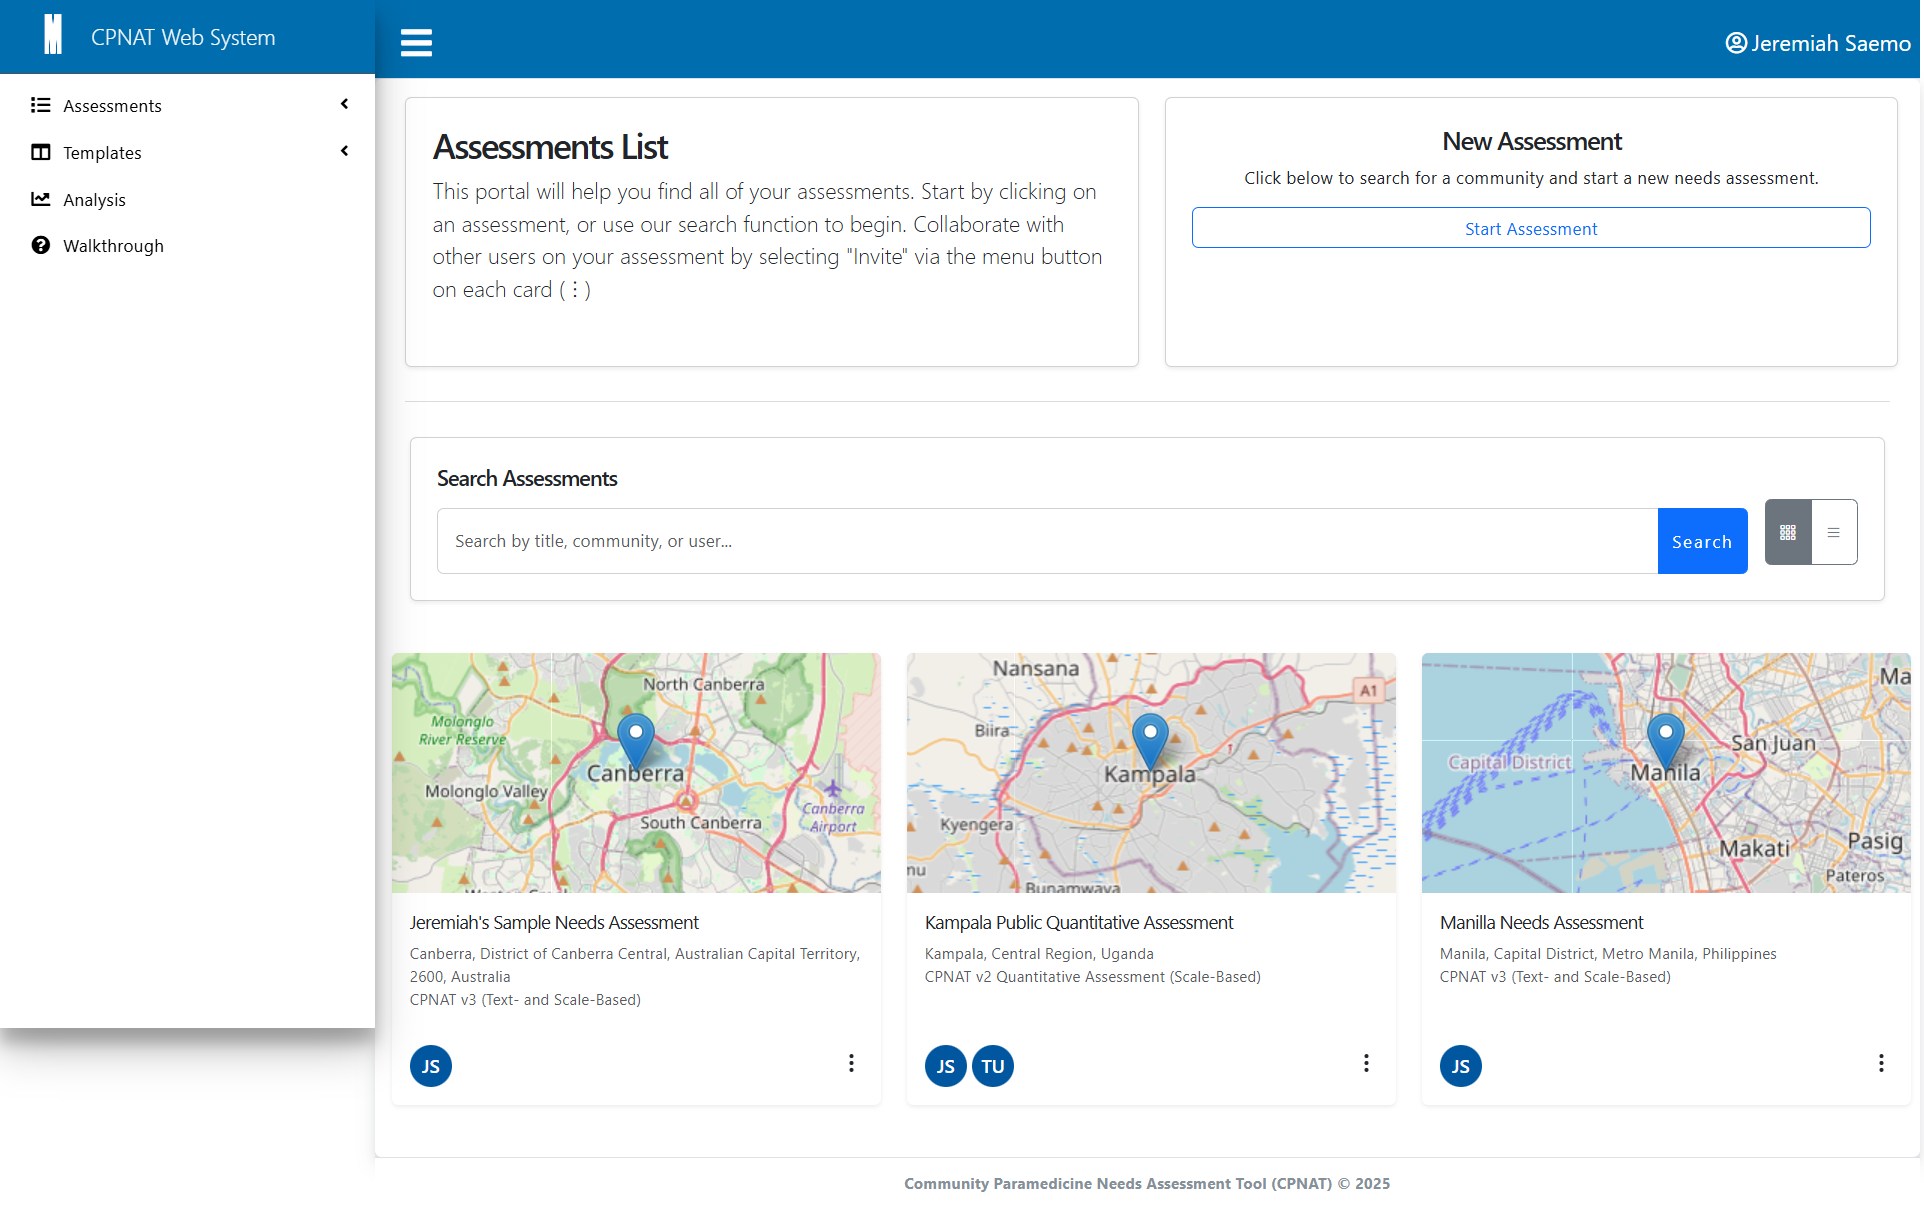 CPNAT Web System
Jeremiah Saemo
Assessments
Templates
Analysis
Walkthrough
Assessments List
This portal will help you find all of your assessments. Start by clicking on
an assessment, or use our search function to begin. Collaborate with
other users on your assessment by selecting "Invite" via the menu button
on each card (⋮)
New Assessment
Click below to search for a community and start a new needs assessment.
Start Assessment
Search Assessments
Search by title, community, or user...
Search
North Canberra
Molonglo
River Reserve
Canberra
Molonglo Valley
Canberra
Airport
South Canberra
Nansana
A1
Biira
Kampala
Kyengera
Bunamwaya
Ma
San Juan
Capital District
Manila
Pasig
Makati
Pateros
Jeremiah's Sample Needs Assessment
Canberra, District of Canberra Central, Australian Capital Territory,
2600, Australia
CPNAT v3 (Text- and Scale-Based)
JS
Kampala Public Quantitative Assessment
Kampala, Central Region, Uganda
CPNAT v2 Quantitative Assessment (Scale-Based)
JS TU
Manilla Needs Assessment
Manila, Capital District, Metro Manila, Philippines
CPNAT v3 (Text- and Scale-Based)
JS
Community Paramedicine Needs Assessment Tool (CPNAT) © 2025